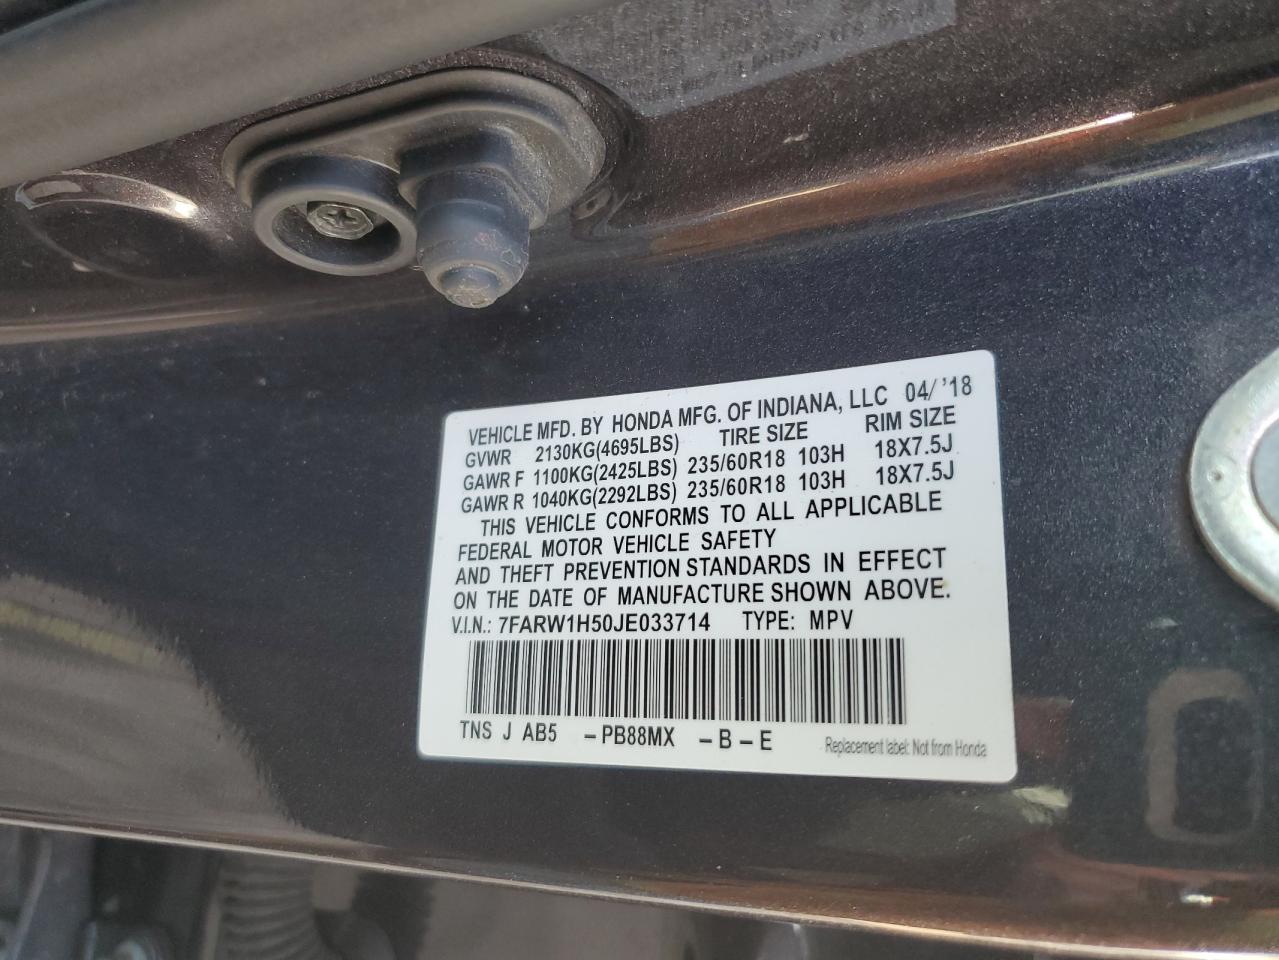 VEHICLE MFD. BY HONDA MFG. OF INDIANA, LLC 04/ '18
GVWR 2130KG(4695LBS) TIRE SIZE RIM SIZE
GAWR F 1100KG(2425LBS) 235/60R18 103H 18X7.5J
GAWR R 1040KG(2292LBS) 235/60R18 103H 18X7.5J
THIS VEHICLE CONFORMS TO ALL APPLICABLE
FEDERAL MOTOR VEHICLE SAFETY
AND THEFT PREVENTION STANDARDS IN EFFECT
ON THE DATE OF MANUFACTURE SHOWN ABOVE.
V.I.N.: 7FARW1H50JE033714 TYPE: MPV
TNS J AB5 –PB88MX –B–E
Replacement label: Not from Honda